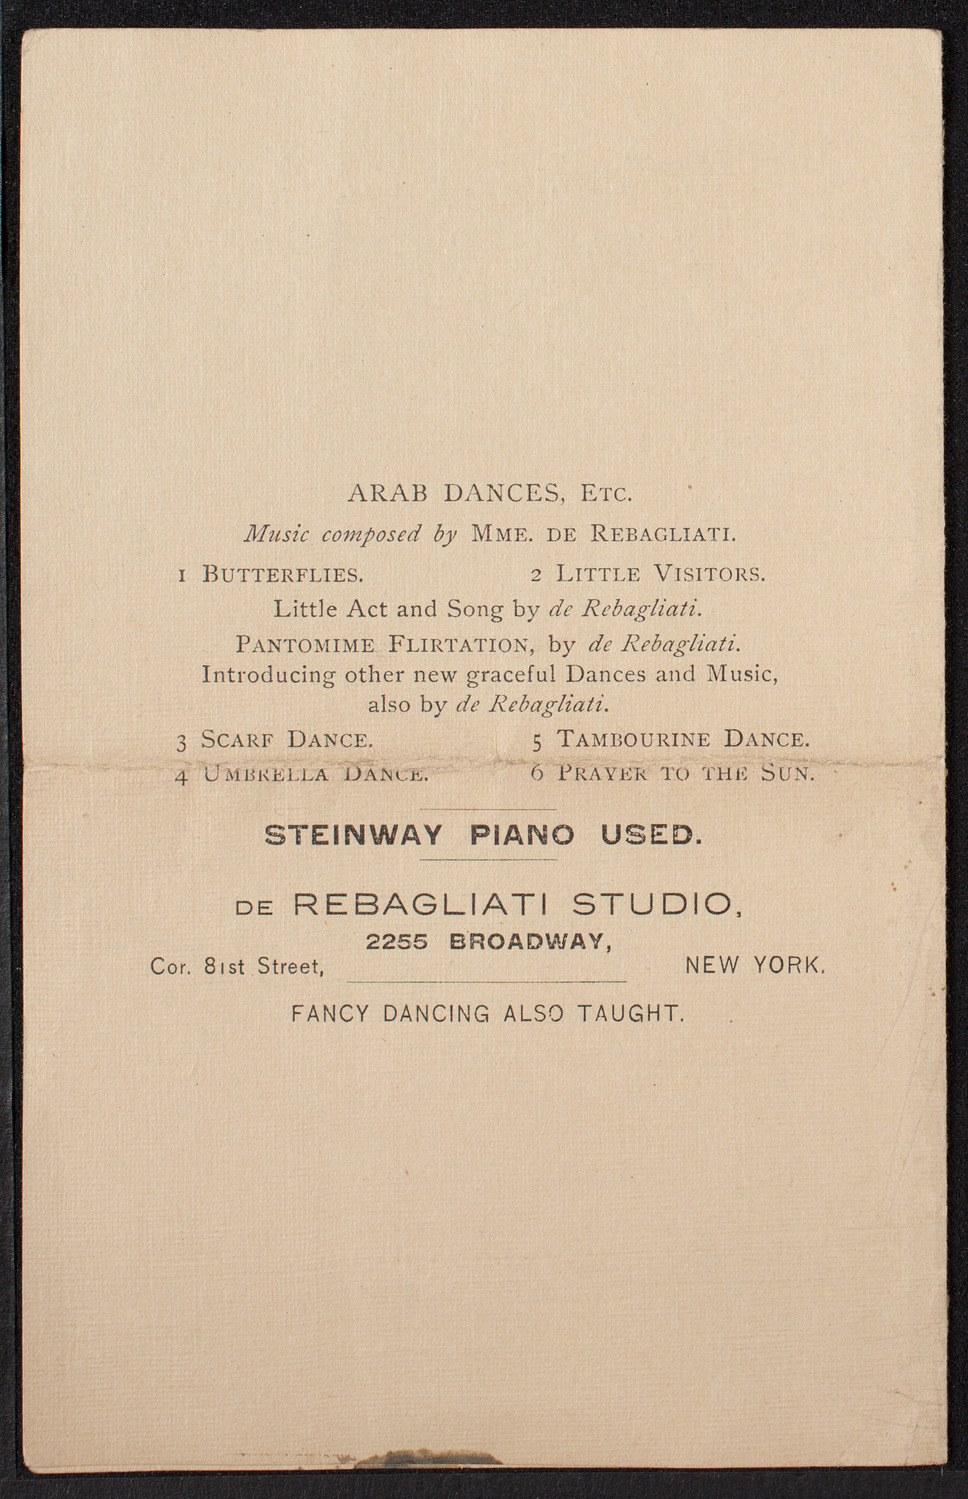 ARAB DANCES, ETC.
Music composed by MME. DE REBAGLIATI.
1 BUTTERFLIES. 2 LITTLE VISITORS.
Little Act and Song by de Rebagliati.
PANTOMIME FLIRTATION, by de Rebagliati.
Introducing other new graceful Dances and Music,
also by de Rebagliati.
3 SCARF DANCE. 5 TAMBOURINE DANCE.
4 UMBRELLA DANCE. 6 PRAYER TO THE SUN.
STEINWAY PIANO USED.
DE REBAGLIATI STUDIO,
2255 BROADWAY,
Cor. 81st Street, NEW YORK.
FANCY DANCING ALSO TAUGHT.